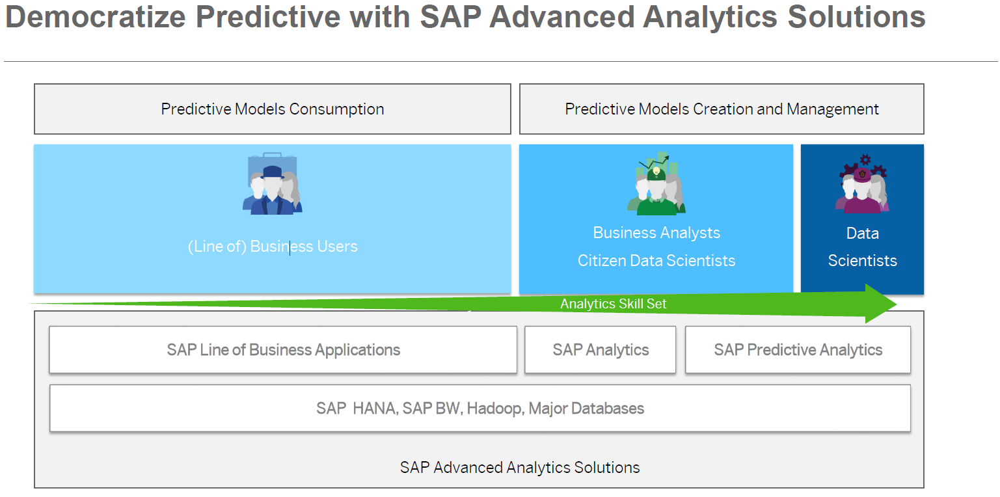 Democratize Predictive with SAP Advanced Analytics Solutions
Predictive Models Consumption
Predictive Models Creation and Management
(Line of) Business Users
Business Analysts
Citizen Data Scientists
Data
Scientists
Analytics Skill Set
SAP Line of Business Applications
SAP Analytics
SAP Predictive Analytics
SAP HANA, SAP BW, Hadoop, Major Databases
SAP Advanced Analytics Solutions